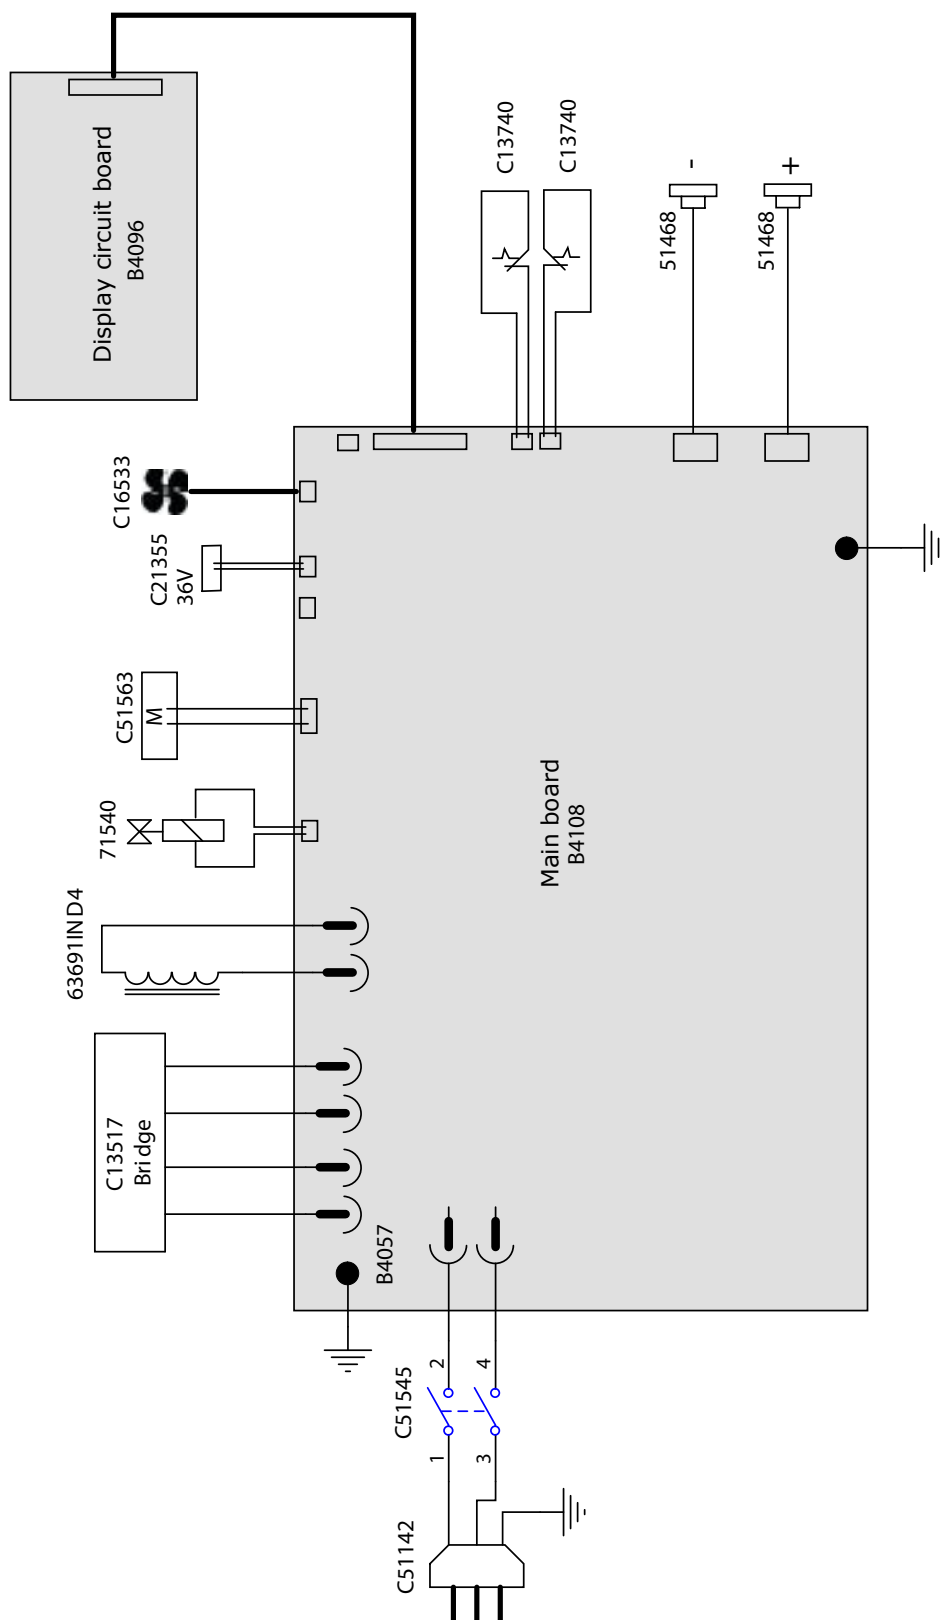 Display circuit board
B4096
C13740
C13740
-
+
51468
51468
C16533
C21355
36V
C51563
M
71540
Main board
B4108
63691IND4
C13517
Bridge
B4057
C51545
2
4
1
3
C51142